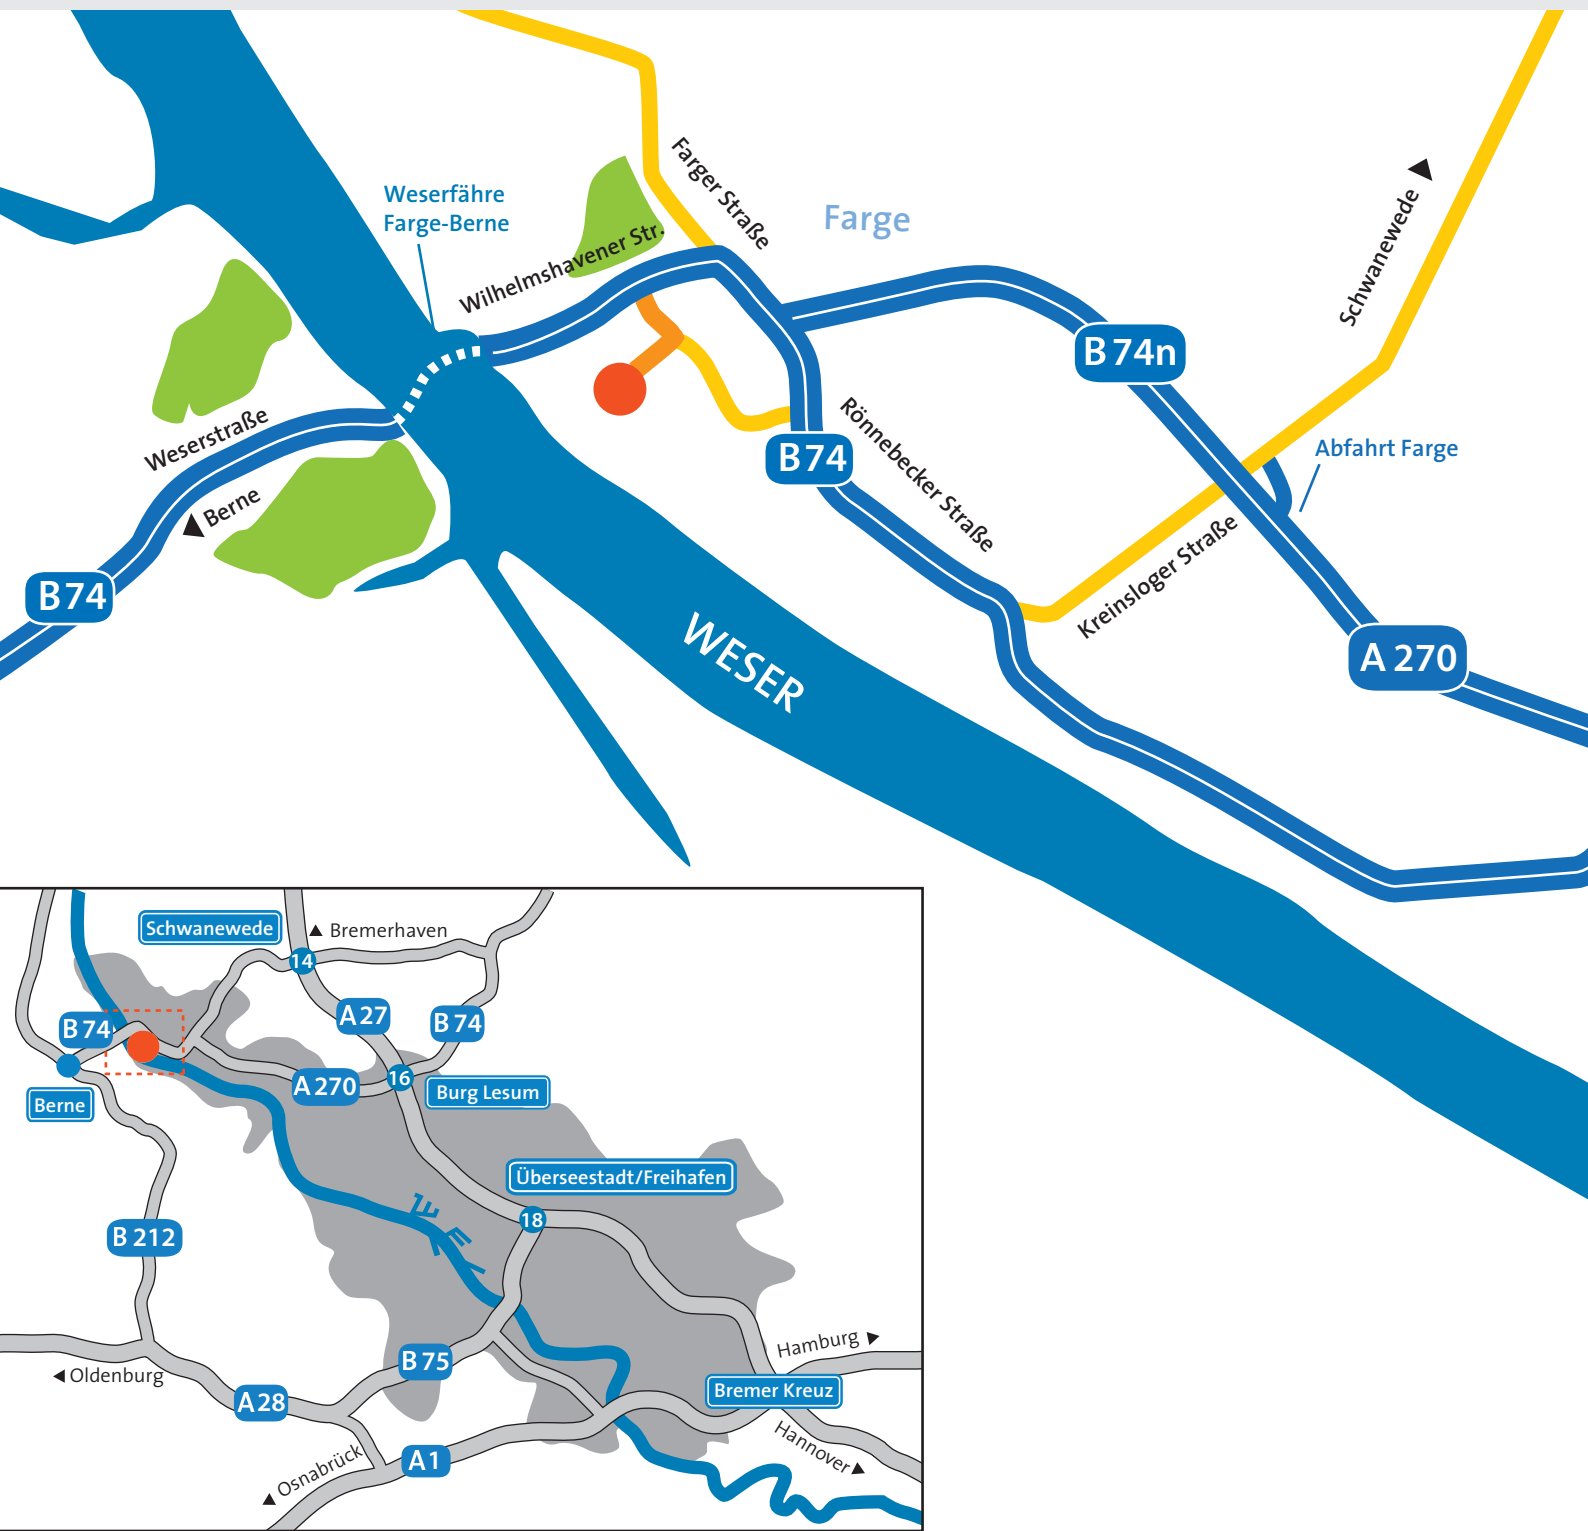 Farger Straße
Weserfähre
Farge-Berne
Farge
Wilhelmshavener Str.
Schwanewede
B 74n
Rönnebecker Straße
Weserstraße
Abfahrt Farge
B 74
Berne
Kreinsloger Straße
B 74
WESER
A 270
Schwanewede
Bremerhaven
14
A 27
B 74
B 74
16
A 270
Burg Lesum
Berne
Überseestadt/Freihafen
18
B 212
Hamburg
B 75
Oldenburg
Bremer Kreuz
A 28
Hannover
A 1
Osnabrück